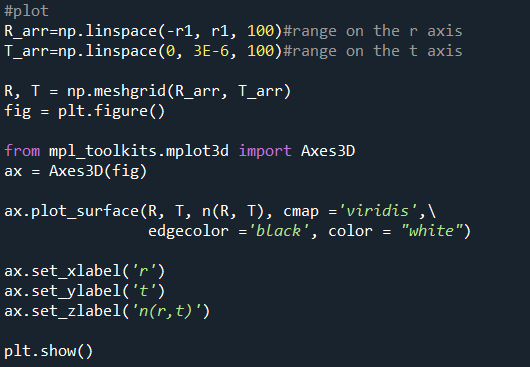 #plot
R_arr=np.linspace(-r1, r1, 100)#range on the r axis
T_arr=np.linspace(0, 3E-6, 100)#range on the t axis
R, T = np.meshgrid(R_arr, T_arr)
fig = plt.figure()
from mpl_toolkits.mplot3d import Axes3D
ax = Axes3D(fig)
ax.plot_surface(R, T, n(R, T), cmap ='viridis',\
edgecolor ='black', color = "white")
ax.set_xlabel('r')
ax.set_ylabel('t')
ax.set_zlabel('n(r,t)')
plt.show()